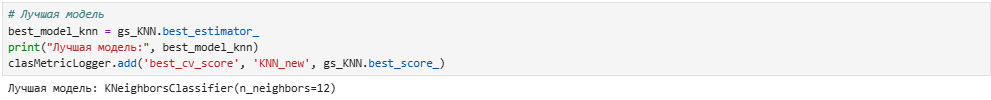 # Лучшая модель
best_model_knn = gs_KNN.best_estimator_
print("Лучшая модель:", best_model_knn)
clasMetricLogger.add('best_cv_score', 'KNN_new', gs_KNN.best_score_)
Лучшая модель: KNeighborsClassifier(n_neighbors=12)